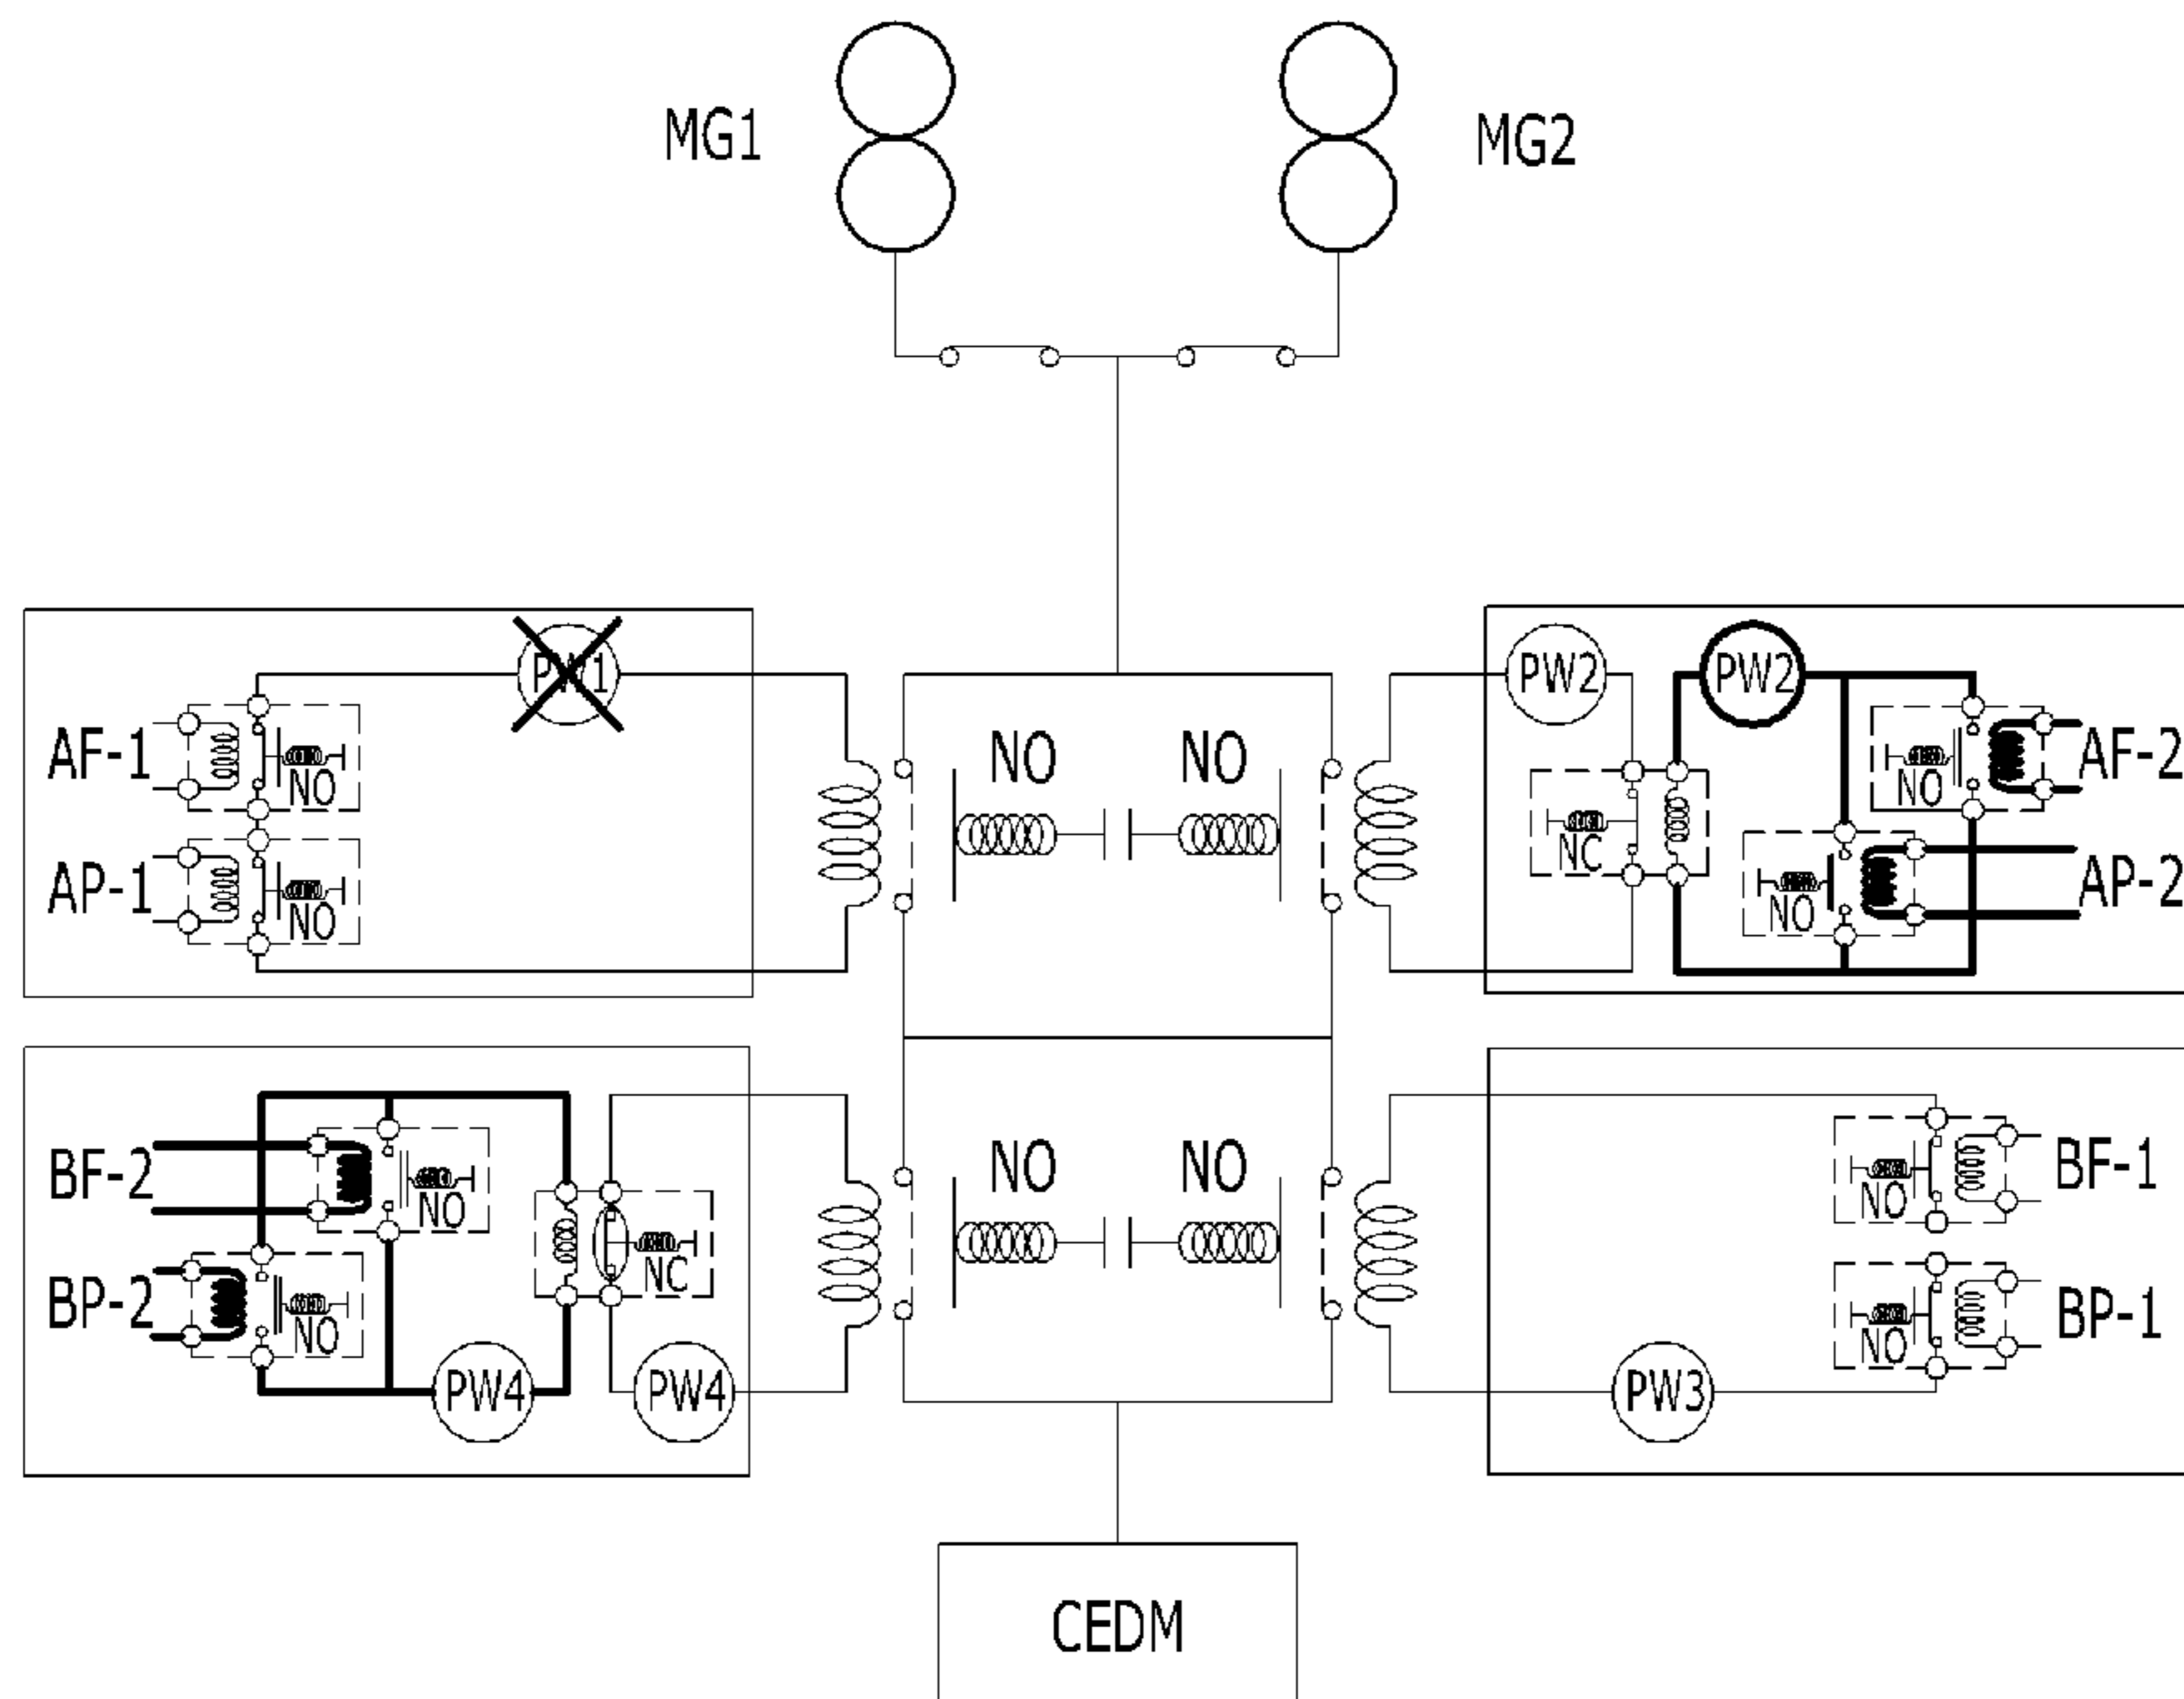 MG1
MG2
PW1
PW2
PW2
AF-1
NO
NO
NO
NO
AF-2
AP-1
NO
NC
NO
AP-2
BF-2
NO
NO
NO
NO
BF-1
BP-2
NO
NC
NO
BP-1
PW4
PW4
PW3
CEDM